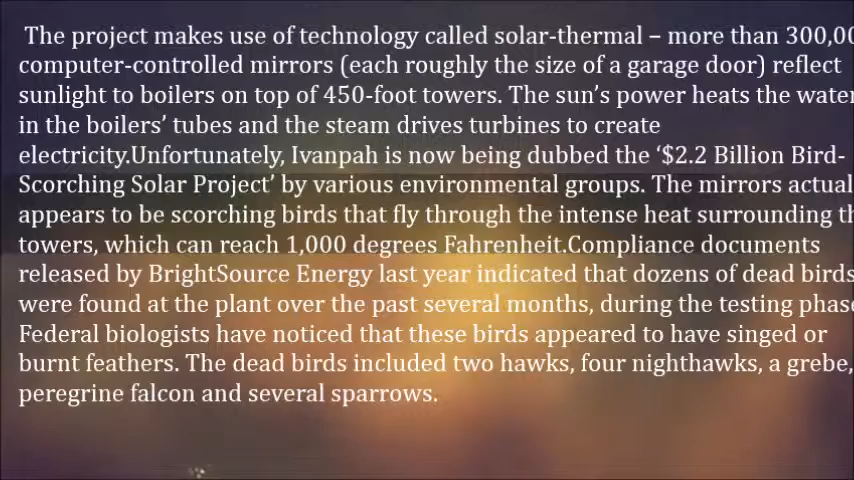 The project makes use of technology called solar-thermal – more than 300,00
computer-controlled mirrors (each roughly the size of a garage door) reflect
sunlight to boilers on top of 450-foot towers. The sun's power heats the water
in the boilers' tubes and the steam drives turbines to create
electricity.Unfortunately, Ivanpah is now being dubbed the ‘$2.2 Billion Bird-
Scorching Solar Project’ by various environmental groups. The mirrors actual
appears to be scorching birds that fly through the intense heat surrounding th
towers, which can reach 1,000 degrees Fahrenheit.Compliance documents
released by BrightSource Energy last year indicated that dozens of dead birds
were found at the plant over the past several months, during the testing phase
Federal biologists have noticed that these birds appeared to have singed or
burnt feathers. The dead birds included two hawks, four nighthawks, a grebe,
peregrine falcon and several sparrows.